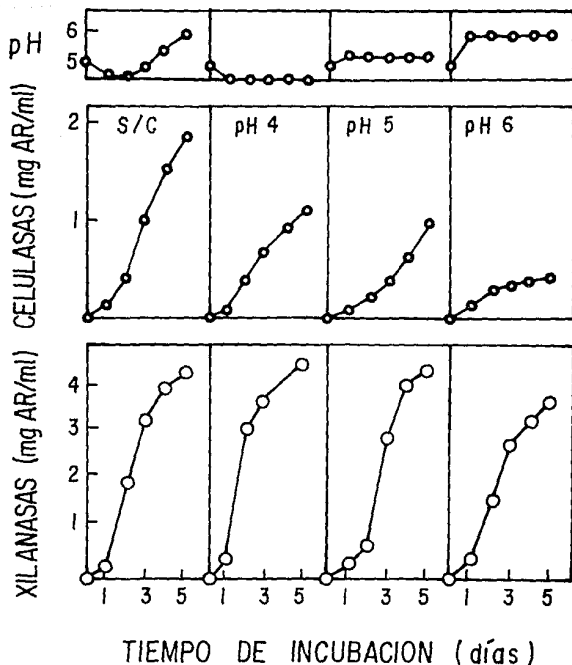 pH
6
5
CELULASAS (mg AR/ml)
2
1
S/C
pH 4
pH 5
pH 6
XILANASAS (mg AR/ml)
4
3
2
1
1 3 5 1 3 5 1 3 5 1 3 5
TIEMPO DE INCUBACION (días)